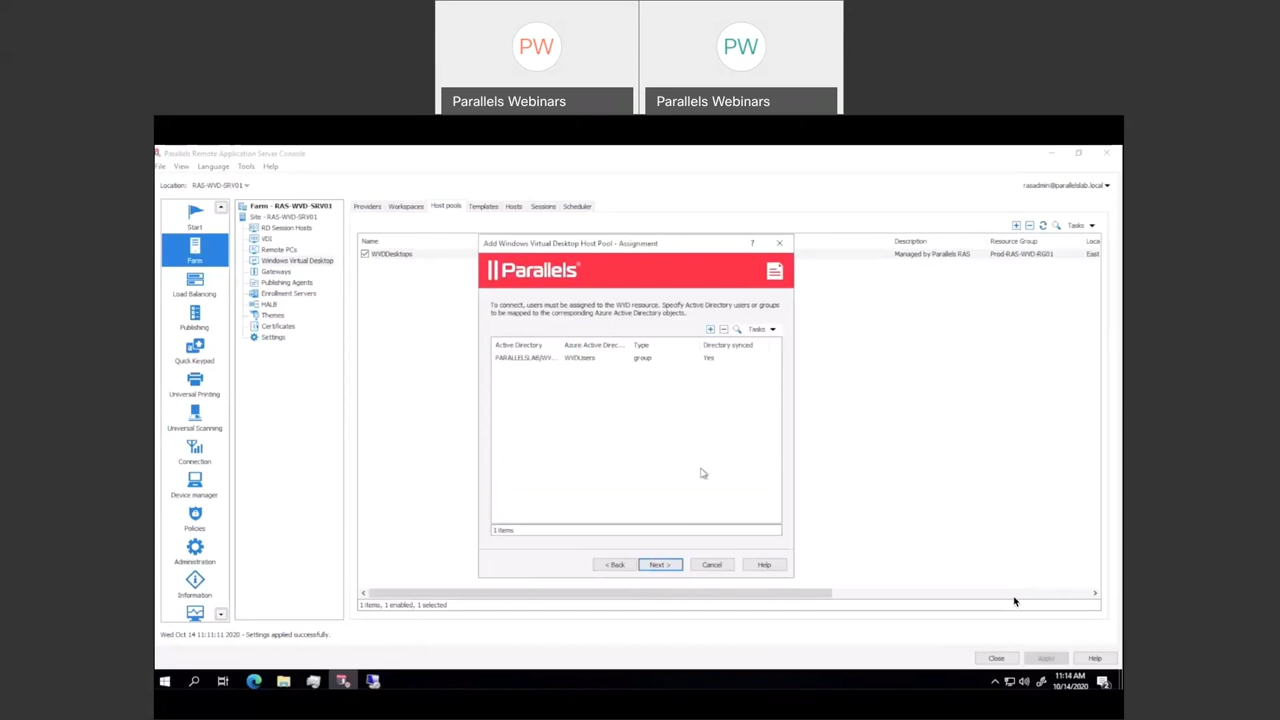 PW
PW
Parallels Webinars
Parallels Webinars
Parallels Remote Application Server Console
File View Language Tools Help
Location: RAS-WVD-SRV01
rasadmin@parallelslab.local
Start
Farm
Load Balancing
Publishing
Quick Keypad
Universal Printing
Universal Scanning
Connection
Device manager
Policies
Administration
Information
Farm - RAS-WVD-SRV01
Site - RAS-WVD-SRV01
RD Session Hosts
VDI
Remote PCs
Windows Virtual Desktop
Gateways
Publishing Agents
Enrollment Servers
HALB
Themes
Certificates
Settings
Providers Workspaces Host pools Templates Hosts Sessions Scheduler
Tasks
Name Description Resource Group Loca
WVDDesktops Managed by Parallels RAS Prod-RAS-WVD-RG01 East
Add Windows Virtual Desktop Host Pool - Assignment ?
Parallels®
To connect, users must be assigned to the WVD resource. Specify Active Directory users or groups
to be mapped to the corresponding Azure Active Directory objects.
Tasks
Active Directory Azure Active Direc... Type Directory synced
PARALLELSLAB/WV... WVDUsers group Yes
1 items
< Back Next > Cancel Help
1 items, 1 enabled, 1 selected
Wed Oct 14 11:11:11 2020 - Settings applied successfully.
Close Apply Help
11:14 AM
10/14/2020